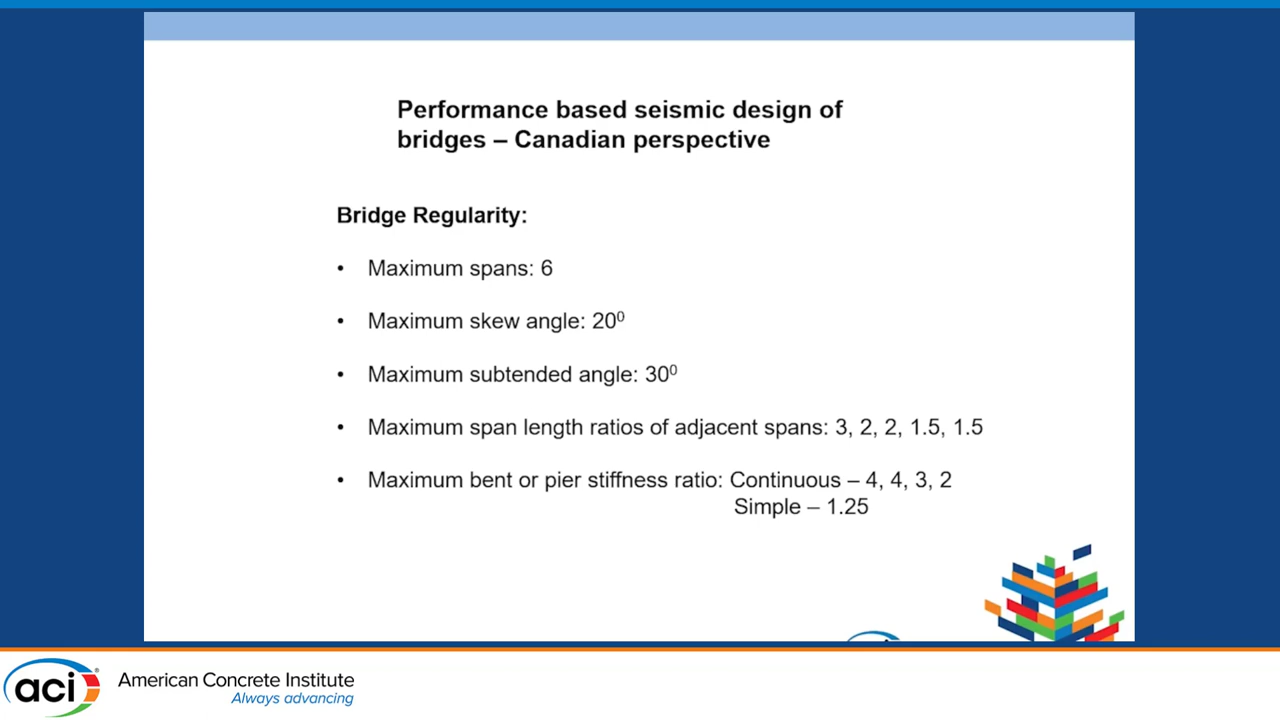 Performance based seismic design of
bridges – Canadian perspective
Bridge Regularity:
• Maximum spans: 6
• Maximum skew angle: 20⁰
• Maximum subtended angle: 30⁰
• Maximum span length ratios of adjacent spans: 3, 2, 2, 1.5, 1.5
• Maximum bent or pier stiffness ratio: Continuous – 4, 4, 3, 2
Simple – 1.25
aci®
American Concrete Institute
Always advancing